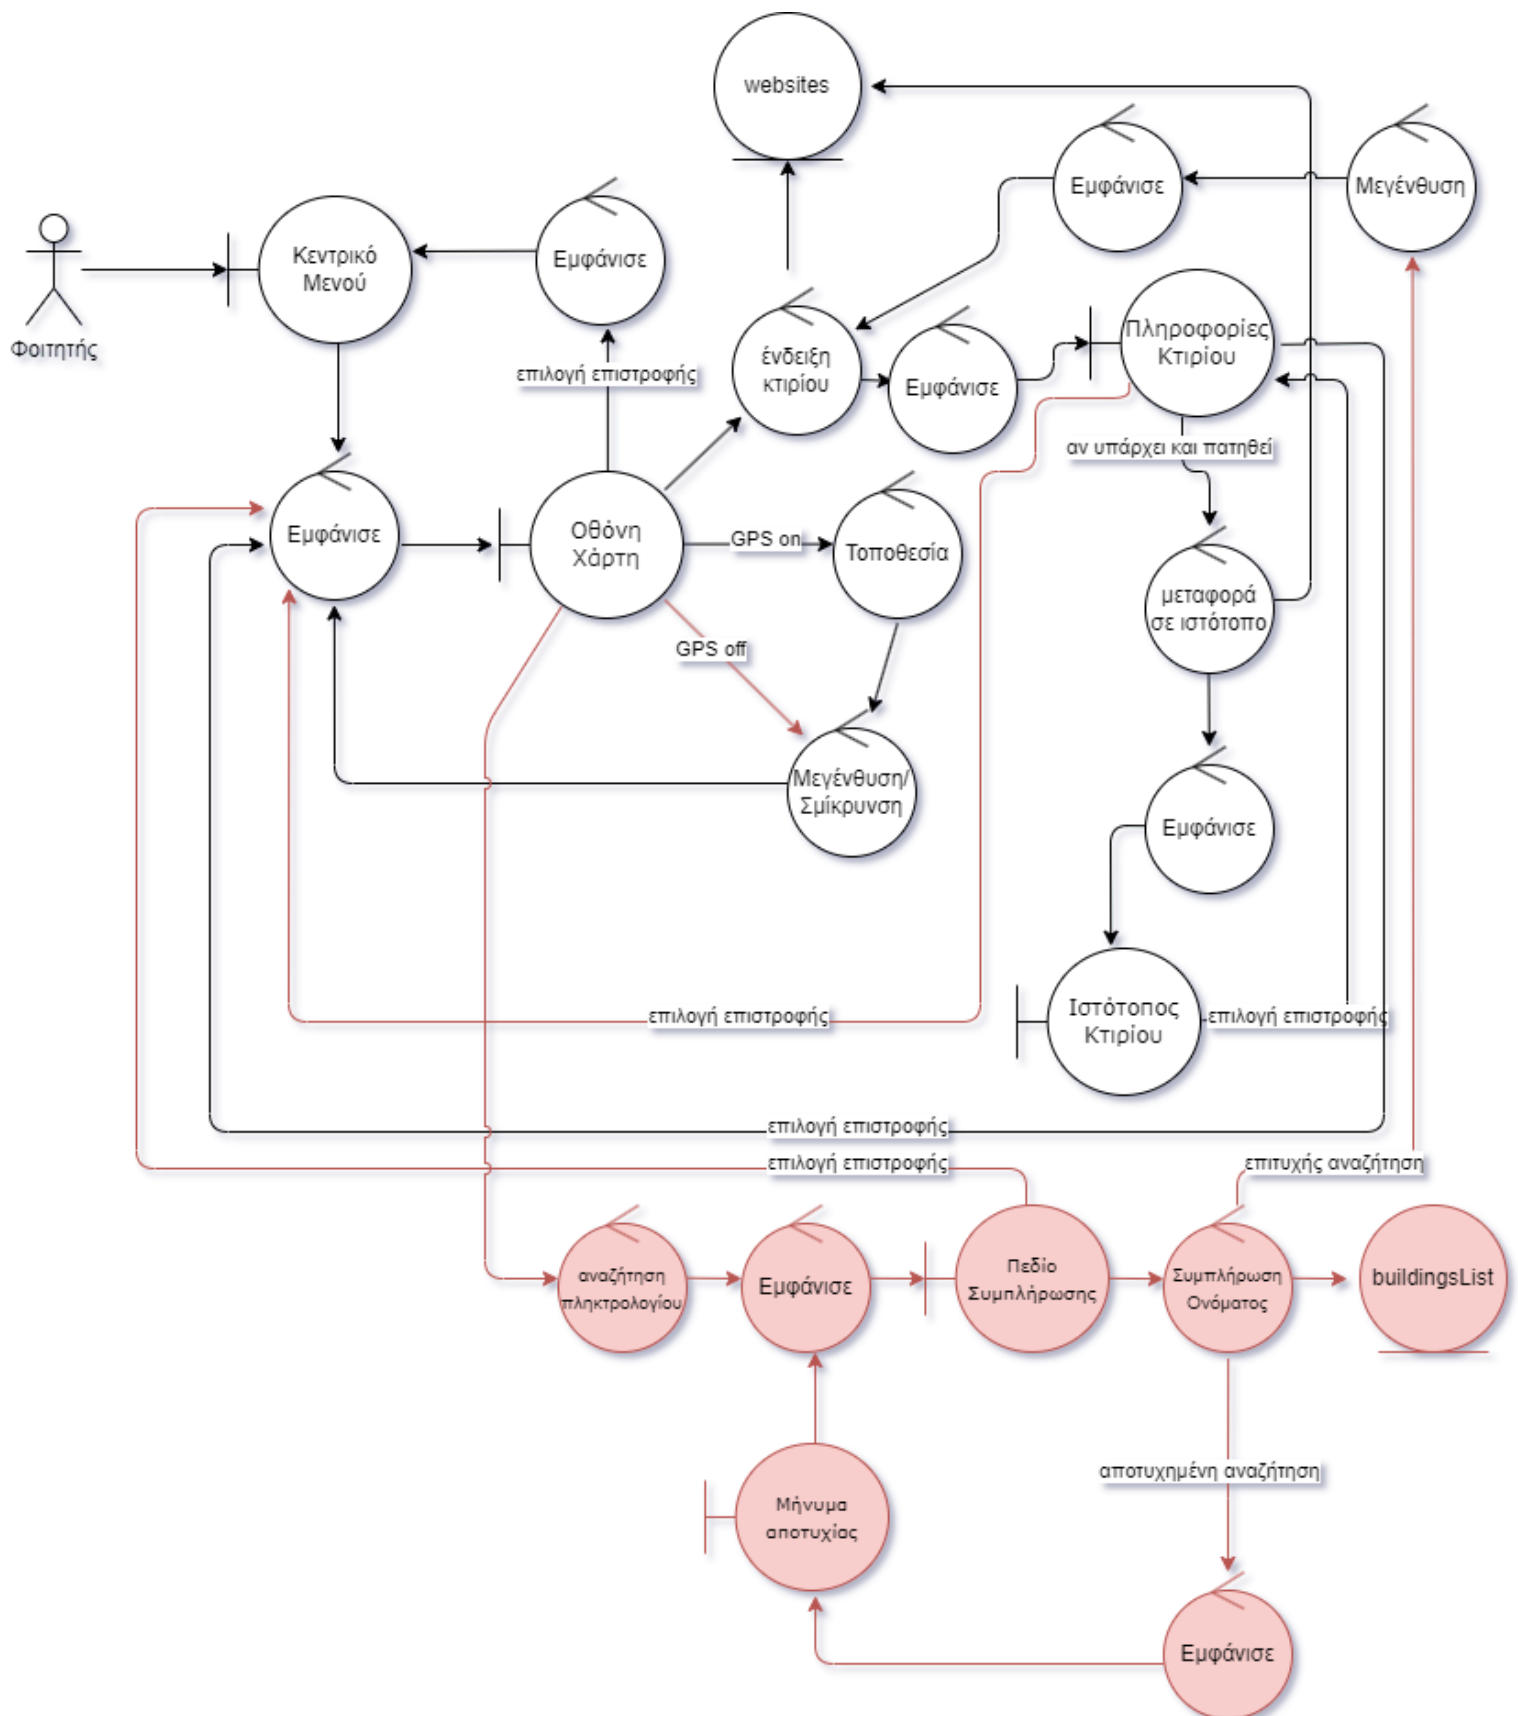 websites
Εμφάνισε
Μεγένθυση
Κεντρικό
Μενού
Εμφάνισε
Φοιτητής
επιλογή επιστροφής
ένδειξη
κτιρίου
Εμφάνισε
Πληροφορίες
Κτιρίου
αν υπάρχει και πατηθεί
Εμφάνισε
Οθόνη
Χάρτη
GPS on
Τοποθεσία
μεταφορά
σε ιστότοπο
GPS off
Μεγένθυση/
Σμίκρυνση
Εμφάνισε
Ιστότοπος
Κτιρίου
επιλογή επιστροφής
επιλογή επιστροφής
επιλογή επιστροφής
επιλογή επιστροφής
επιτυχής αναζήτηση
αναζήτηση
πληκτρολογίου
Εμφάνισε
Πεδίο
Συμπλήρωσης
Συμπλήρωση
Ονόματος
buildingsList
αποτυχημένη αναζήτηση
Μήνυμα
αποτυχίας
Εμφάνισε